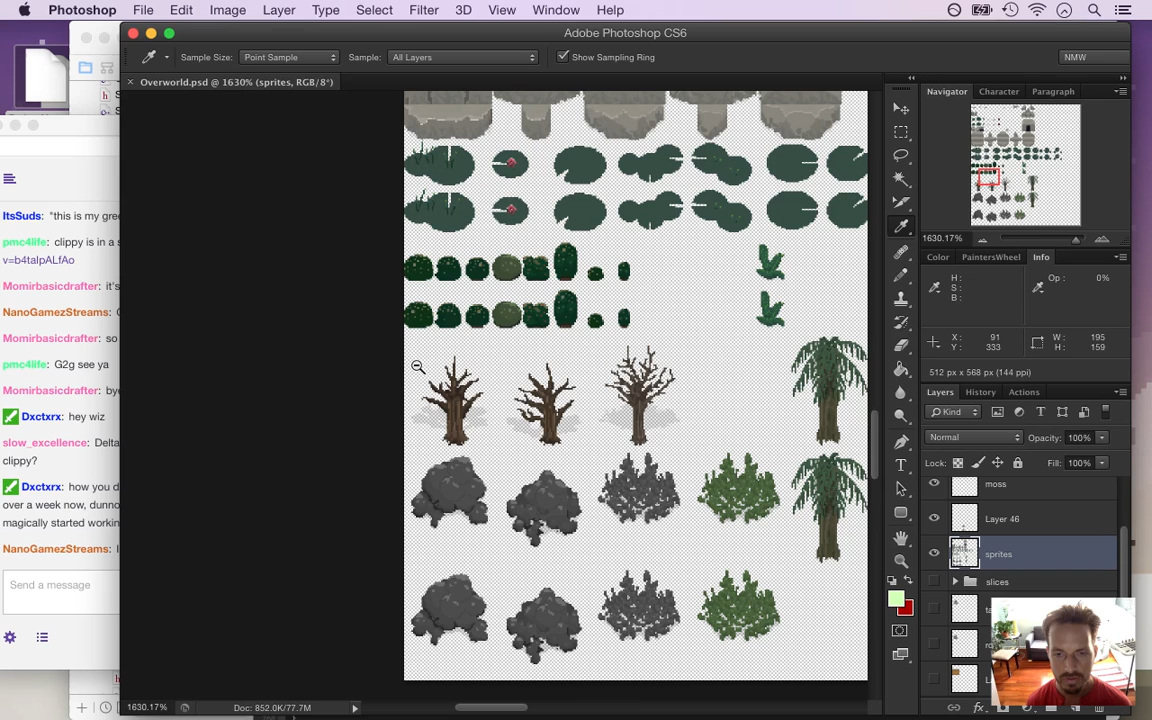 Photoshop File Edit Image Layer Type Select Filter 3D View Window Help
Adobe Photoshop CS6
Sample Size: Point Sample Sample: All Layers Show Sampling Ring NMW
× Overworld.psd @ 1630% (sprites, RGB/8*)
ItsSuds: "this is my gree
pmc4life: clippy is in a s
v=b4talpALfAo
Momirbasicdrafter: it's
NanoGamezStreams: I
Momirbasicdrafter: so
pmc4life: G2g see ya
Momirbasicdrafter: bye
Dxctxrx: hey wiz
slow_excellence: Delta
clippy?
Dxctxrx: how you d
over a week now, dunno
magically started workin
NanoGamezStreams: I
Send a message
Navigator Character Paragraph
1630.17%
Color PaintersWheel Info
H:
S:
B:
Op: 0%
X: 91
Y: 333
W: 195
H: 159
512 px x 568 px (144 ppi)
Layers History Actions
Kind
Normal Opacity: 100%
Lock: Fill: 100%
moss
Layer 46
sprites
slices
1630.17% Doc: 852.0K/77.7M